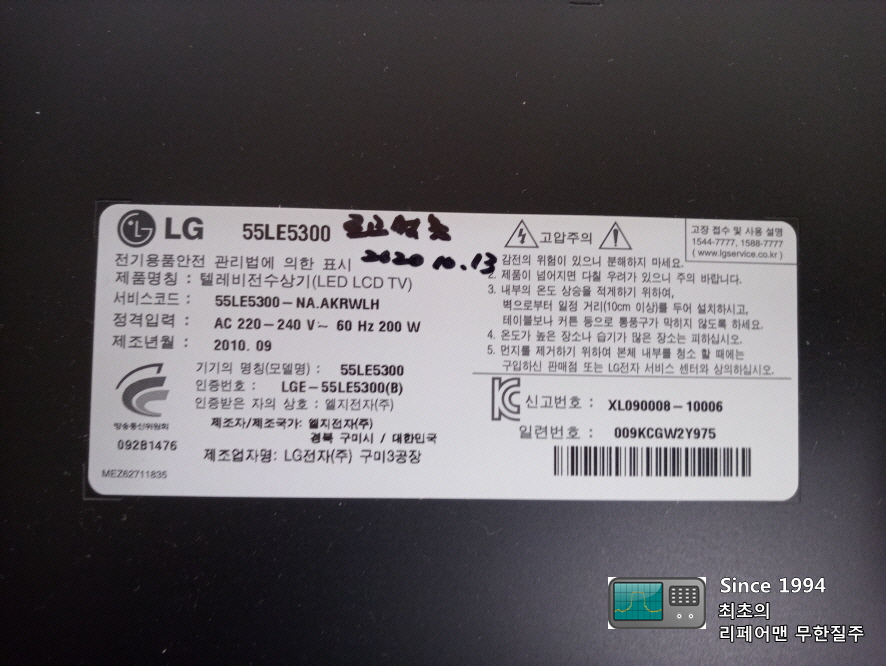 LG 55LE5300
2020 10.13
전기용품안전 관리법에 의한 표시
제품명칭 : 텔레비전수상기(LED LCD TV)
서비스코드 : 55LE5300-NA.AKRWLH
정격입력 : AC 220-240 V~ 60 Hz 200 W
제조년월 : 2010. 09
기기의 명칭(모델명) : 55LE5300
인증번호 : LGE-55LE5300(B)
인증받은 자의 상호 : 엘지전자(주)
제조자/제조국가: 엘지전자(주)
경북 구미시 / 대한민국
제조업자명: LG전자(주) 구미3공장
방송통신위원회
092B1476
MEZ62711835
고압주의
고장 접수 및 사용 설명
1544-7777, 1588-7777
( www.lgservice.co.kr )
감전의 위험이 있으니 분해하지 마세요.
2. 제품이 넘어지면 다칠 우려가 있으니 주의 바랍니다.
3. 내부의 온도 상승을 적게하기 위하여,
벽으로부터 일정 거리(10cm 이상)를 두어 설치하시고,
테이블보나 커튼 등으로 통풍구가 막히지 않도록 하세요.
4. 온도가 높은 장소나 습기가 많은 장소는 피하십시오.
5. 먼지를 제거하기 위하여 본체 내부를 청소 할 때에는
구입하신 판매점 또는 LG전자 서비스 센터와 상의하십시오.
신고번호 : XL090008-10006
일련번호 : 009KCGW2Y975
Since 1994
최초의
리페어맨 무한질주